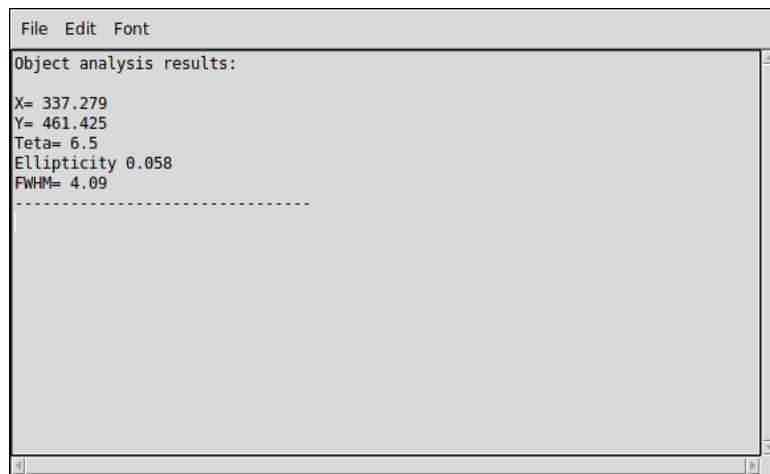 File Edit Font
Object analysis results:
X= 337.279
Y= 461.425
Teta= 6.5
Ellipticity 0.058
FWHM= 4.09
--------------------------------